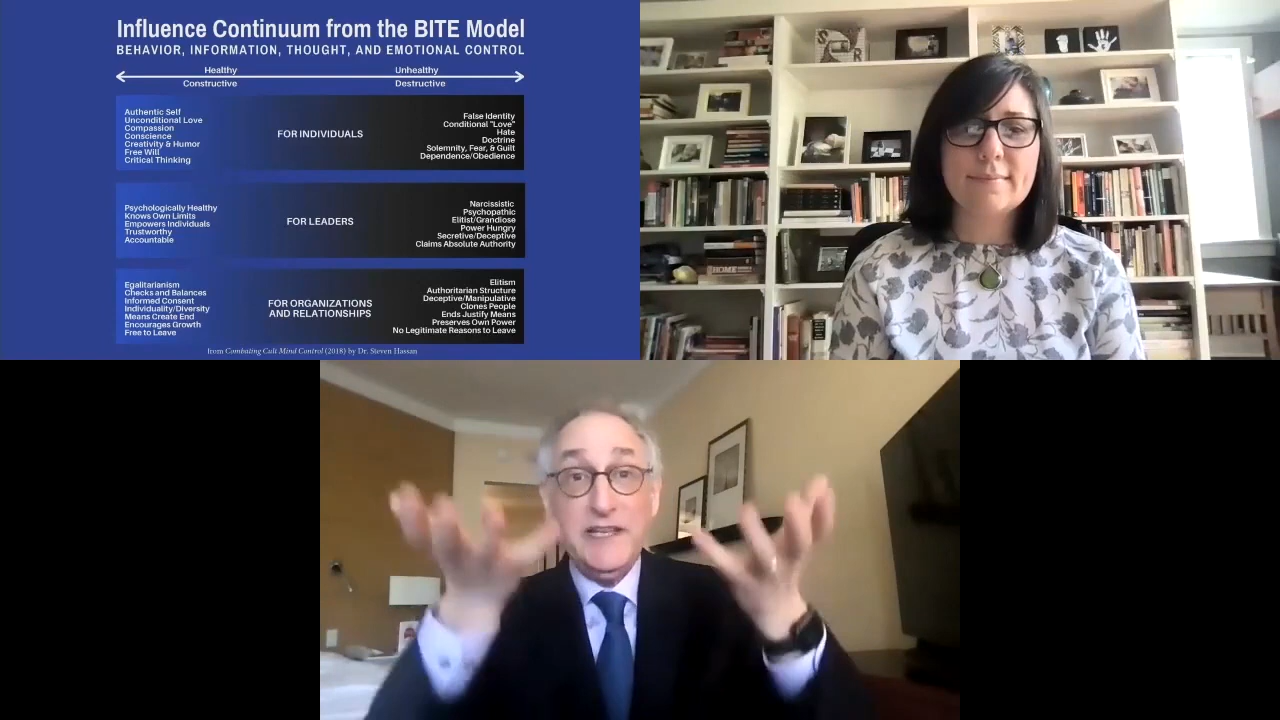 Influence Continuum from the BITE Model
BEHAVIOR, INFORMATION, THOUGHT, AND EMOTIONAL CONTROL
Healthy
Unhealthy
Constructive
Destructive
Authentic Self
Unconditional Love
Compassion
Conscience
Creativity & Humor
Free Will
Critical Thinking
FOR INDIVIDUALS
False Identity
Conditional "Love"
Hate
Doctrine
Solemnity, Fear, & Guilt
Dependence/Obedience
Psychologically Healthy
Knows Own Limits
Empowers Individuals
Trustworthy
Accountable
FOR LEADERS
Narcissistic
Psychopathic
Elitist/Grandiose
Power Hungry
Secretive/Deceptive
Claims Absolute Authority
Egalitarianism
Checks and Balances
Informed Consent
Individuality/Diversity
Means Create End
Encourages Growth
Free to Leave
FOR ORGANIZATIONS
AND RELATIONSHIPS
Elitism
Authoritarian Structure
Deceptive/Manipulative
Clones People
Ends Justify Means
Preserves Own Power
No Legitimate Reasons to Leave
from Combating Cult Mind Control (2018) by Dr. Steven Hassan
HOME